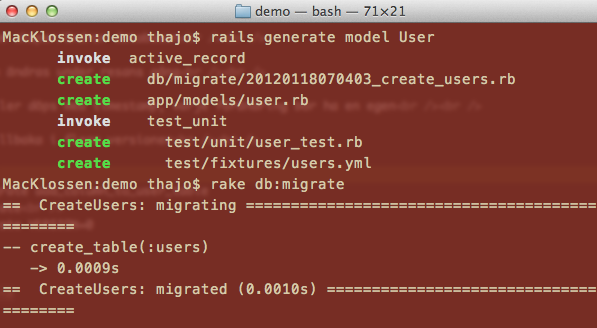 demo — bash — 71×21
MacKlossen:demo thajo$ rails generate model User
invoke active_record
create db/migrate/20120118070403_create_users.rb
create app/models/user.rb
invoke test_unit
create test/unit/user_test.rb
create test/fixtures/users.yml
MacKlossen:demo thajo$ rake db:migrate
== CreateUsers: migrating =======================================
========
-- create_table(:users)
-> 0.0009s
== CreateUsers: migrated (0.0010s) ==============================
========